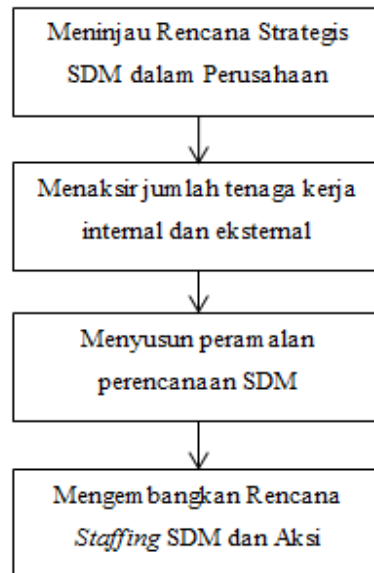 Meninjau Rencana Strategis
SDM dalam Perusahaan
Menaksir jumlah tenaga kerja
internal dan eksternal
Menyusun peramalan
perencanaan SDM
Mengembangkan Rencana
Staffing SDM dan Aksi